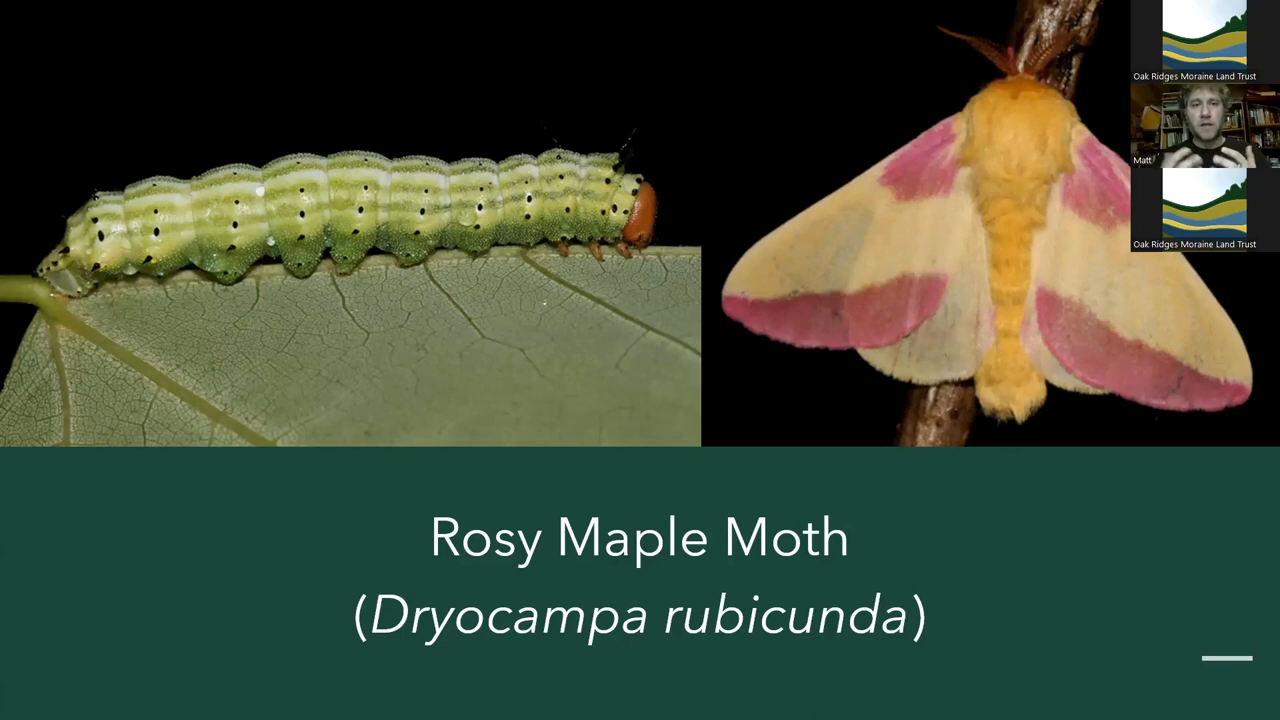 Oak Ridges Moraine Land Trust
Matt
Oak Ridges Moraine Land Trust
Rosy Maple Moth
(Dryocampa rubicunda)